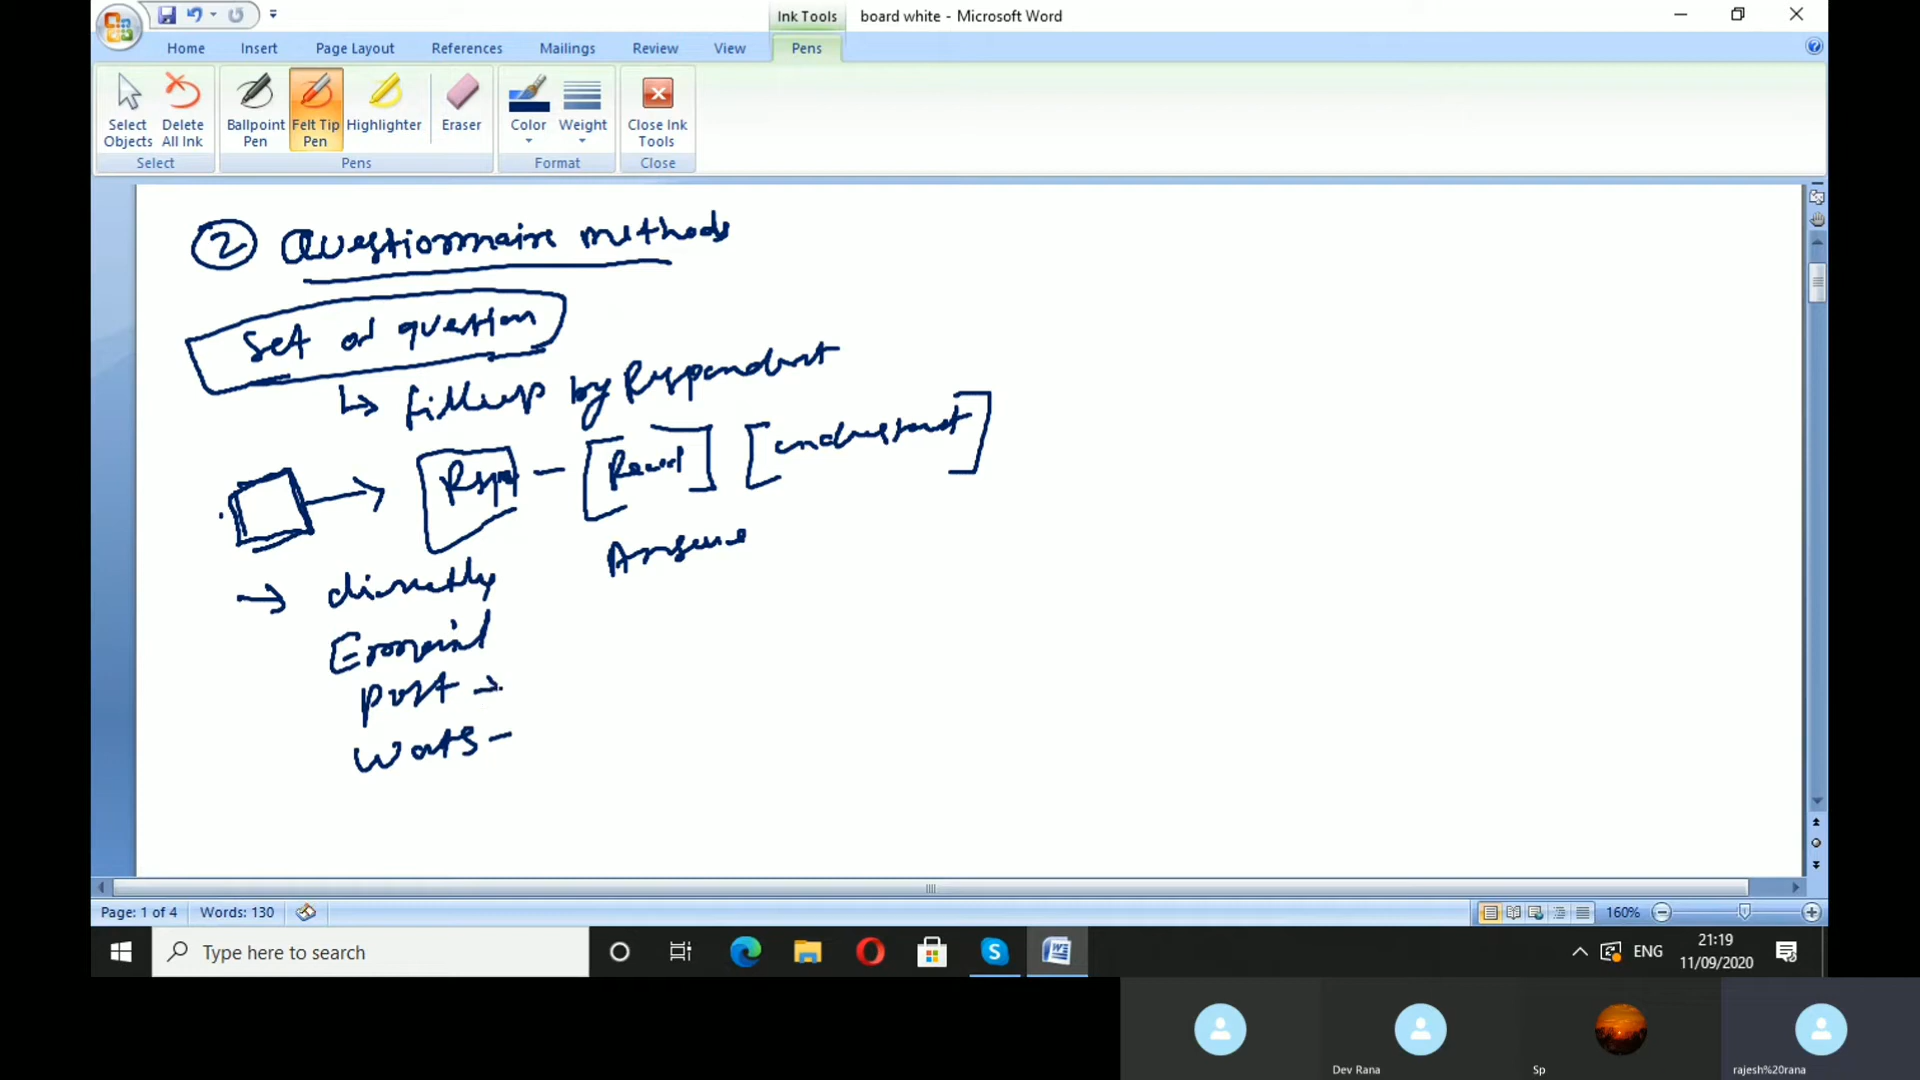 Ink Tools
board white - Microsoft Word
Home Insert Page Layout References Mailings Review View Pens
Select Objects
Delete All Ink
Ballpoint Pen
Felt Tip Pen
Highlighter
Eraser
Color
Weight
Close Ink Tools
Select Pens Format Close
2 Questionnaire methods
Set of question
↳ fillup by Respondent
→ Resp - [Read] [understand]
Answer
→ directly
Email
Post →
Wats -
Page: 1 of 4 Words: 130 160%
Type here to search
ENG
21:19
11/09/2020
Dev Rana
Sp
rajesh%20rana